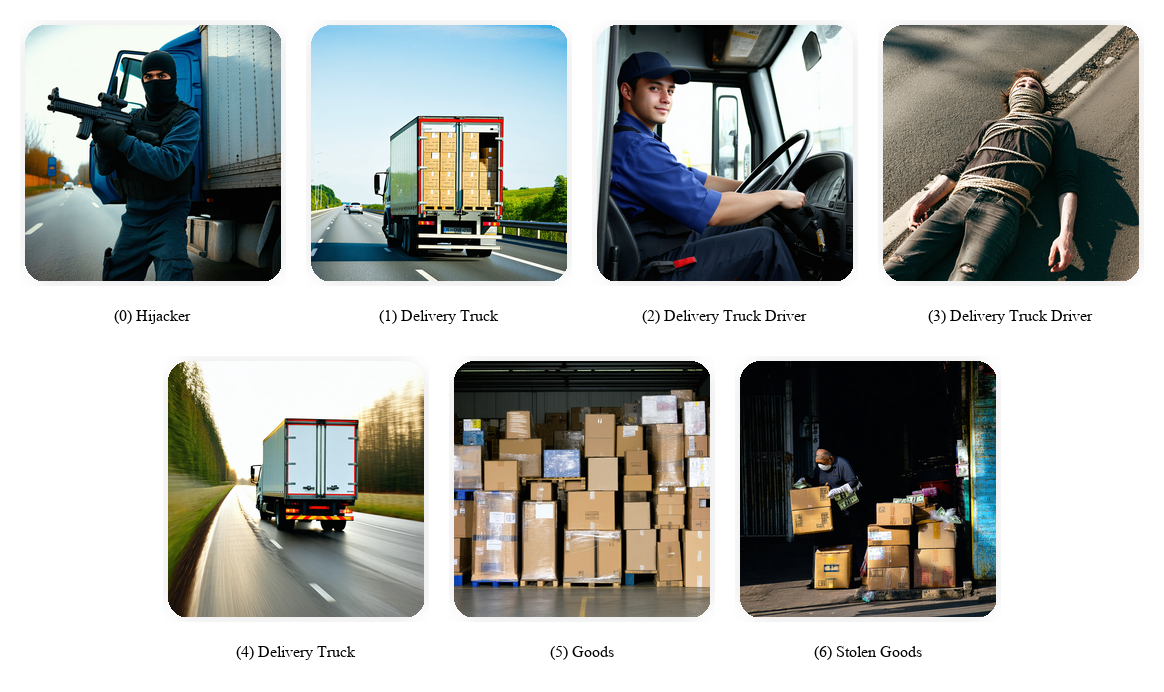 (0) Hijacker
(1) Delivery Truck
(2) Delivery Truck Driver
(3) Delivery Truck Driver
(4) Delivery Truck
(5) Goods
(6) Stolen Goods